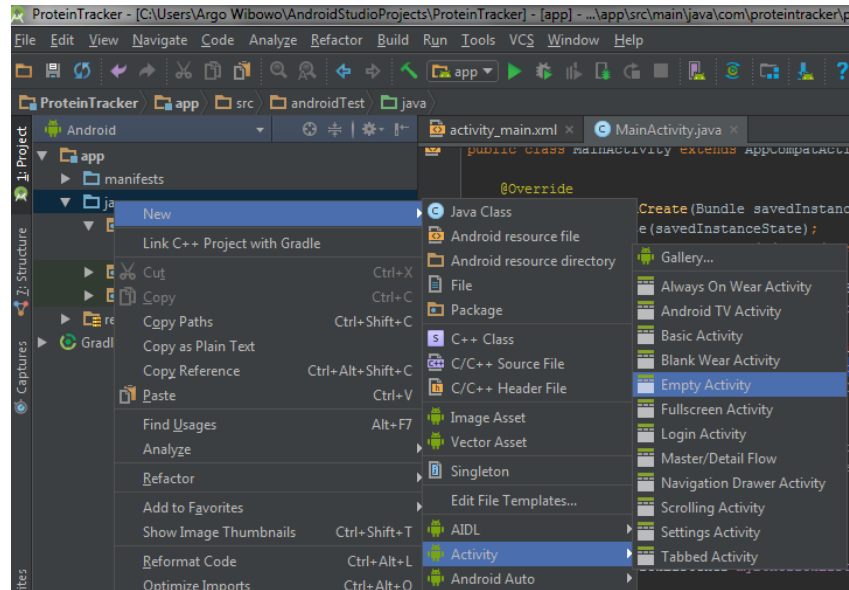 ProteinTracker - [C:\Users\Argo Wibowo\AndroidStudioProjects\ProteinTracker] - [app] - ...\app\src\main\java\com\proteintracker\p
File Edit View Navigate Code Analyze Refactor Build Run Tools VCS Window Help
app
ProteinTracker app src androidTest java
1: Project
Z: Structure
Captures
Android
app
manifests
ja
re
Gradl
activity_main.xml
MainActivity.java
public class MainActivity extends AppCompatActi
@Override
Create(Bundle savedInstanc
e(savedInstanceState);
New
Link C++ Project with Gradle
Cut Ctrl+X
Copy Ctrl+C
Copy Paths Ctrl+Shift+C
Copy as Plain Text
Copy Reference Ctrl+Alt+Shift+C
Paste Ctrl+V
Find Usages Alt+F7
Analyze
Refactor
Add to Favorites
Show Image Thumbnails Ctrl+Shift+T
Reformat Code Ctrl+Alt+L
Optimize Imports Ctrl+Alt+O
Java Class
Android resource file
Android resource directory
File
Package
C++ Class
C/C++ Source File
C/C++ Header File
Image Asset
Vector Asset
Singleton
Edit File Templates...
AIDL
Activity
Android Auto
Gallery...
Always On Wear Activity
Android TV Activity
Basic Activity
Blank Wear Activity
Empty Activity
Fullscreen Activity
Login Activity
Master/Detail Flow
Navigation Drawer Activity
Scrolling Activity
Settings Activity
Tabbed Activity